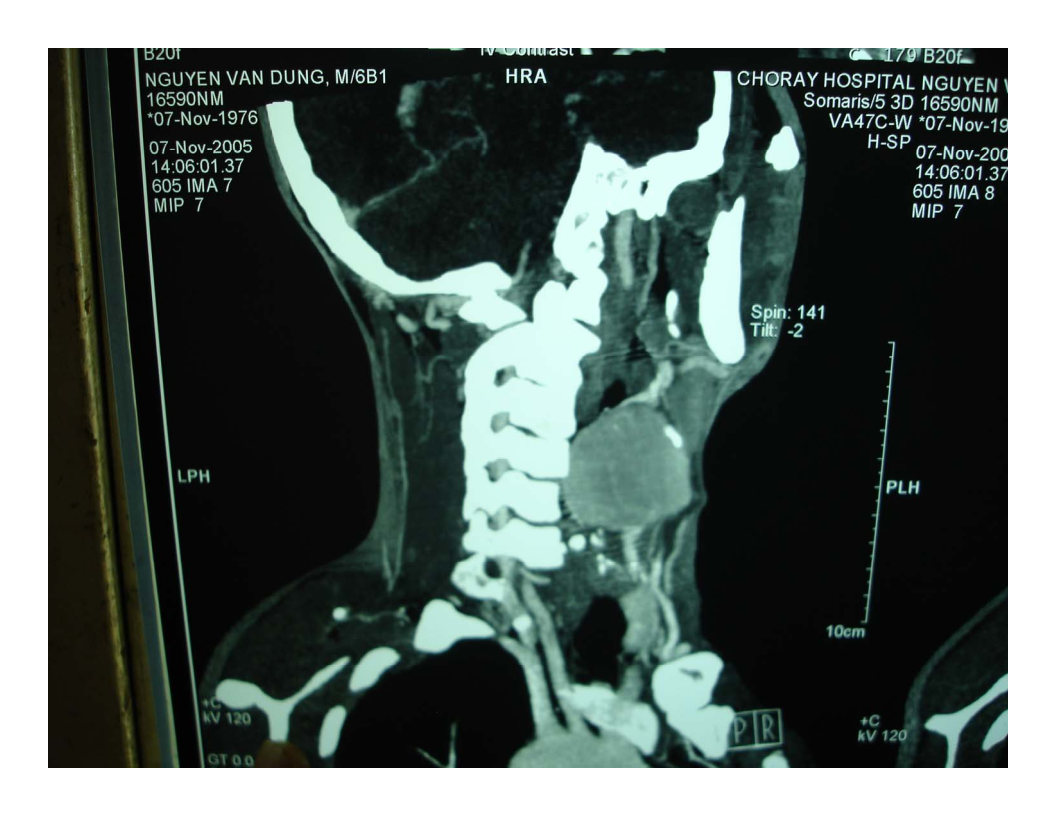 B20f
IV Contrast
C 179 B20f
NGUYEN VAN DUNG, M/6B1
16590NM
*07-Nov-1976
07-Nov-2005
14:06:01.37
605 IMA 7
MIP 7
HRA
CHORAY HOSPITAL
Somaris/5 3D
VA47C-W
H-SP
NGUYEN V
16590NM
*07-Nov-19
07-Nov-200
14:06:01.37
605 IMA 8
MIP 7
Spin: 141
Tilt: -2
LPH
PLH
10cm
+C
kV 120
GT 0.0
PR
+C
kV 120